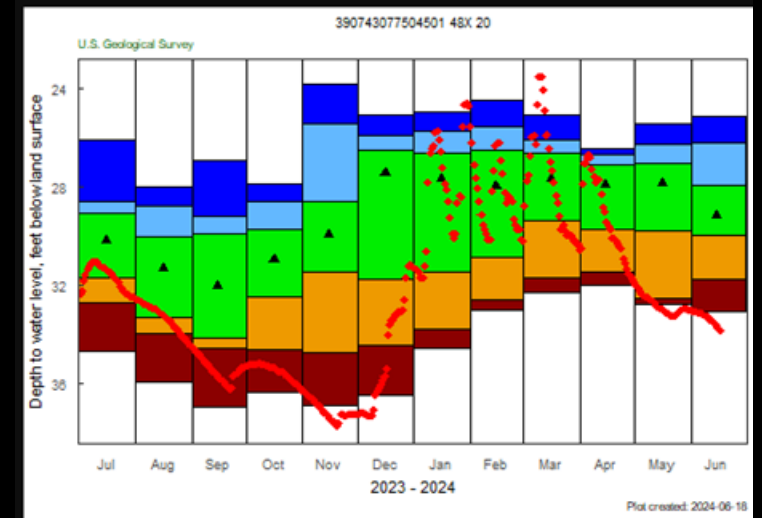 390743077504501 48X 20
U.S. Geological Survey
Depth to water level, feet below land surface
24
28
32
36
Jul Aug Sep Oct Nov Dec Jan Feb Mar Apr May Jun
2023 - 2024
Plot created: 2024-06-18